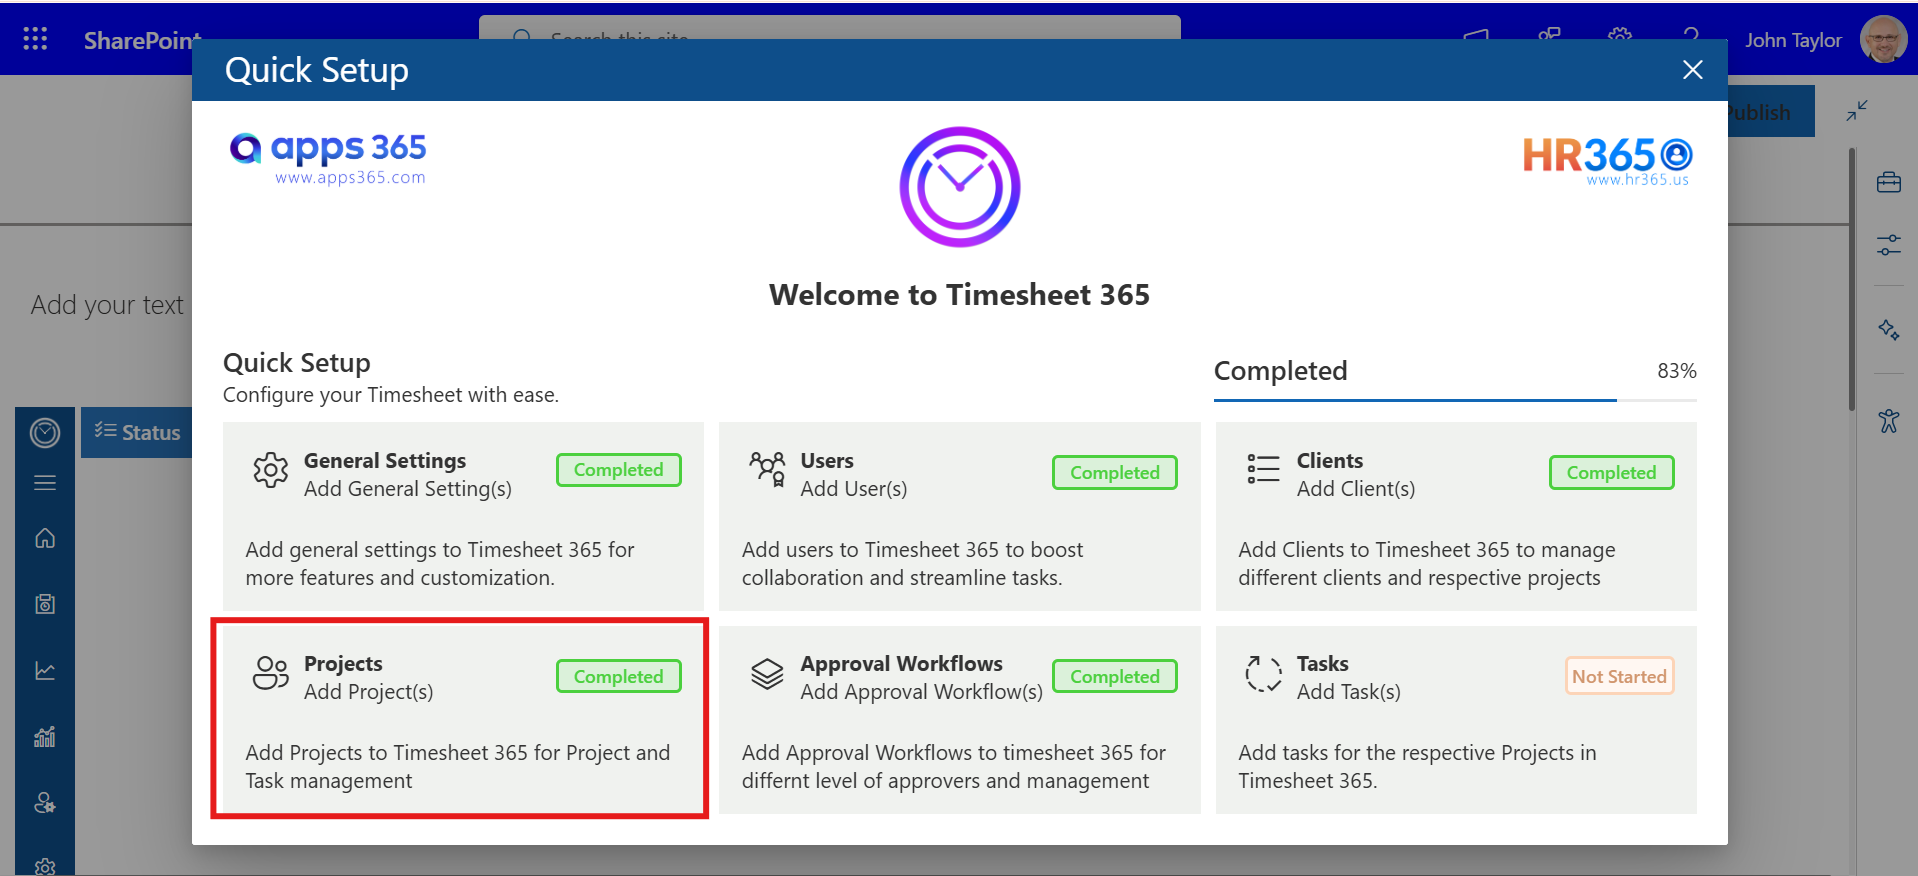 SharePoint
Search this site
John Taylor
Quick Setup
Publish
apps 365
www.apps365.com
HR365
www.hr365.us
Welcome to Timesheet 365
Add your text
Quick Setup
Configure your Timesheet with ease.
Completed
83%
Status
General Settings
Add General Setting(s)
Completed
Add general settings to Timesheet 365 for
more features and customization.
Users
Add User(s)
Completed
Add users to Timesheet 365 to boost
collaboration and streamline tasks.
Clients
Add Client(s)
Completed
Add Clients to Timesheet 365 to manage
different clients and respective projects
Projects
Add Project(s)
Completed
Add Projects to Timesheet 365 for Project and
Task management
Approval Workflows
Add Approval Workflow(s)
Completed
Add Approval Workflows to timesheet 365 for
differnt level of approvers and management
Tasks
Add Task(s)
Not Started
Add tasks for the respective Projects in
Timesheet 365.